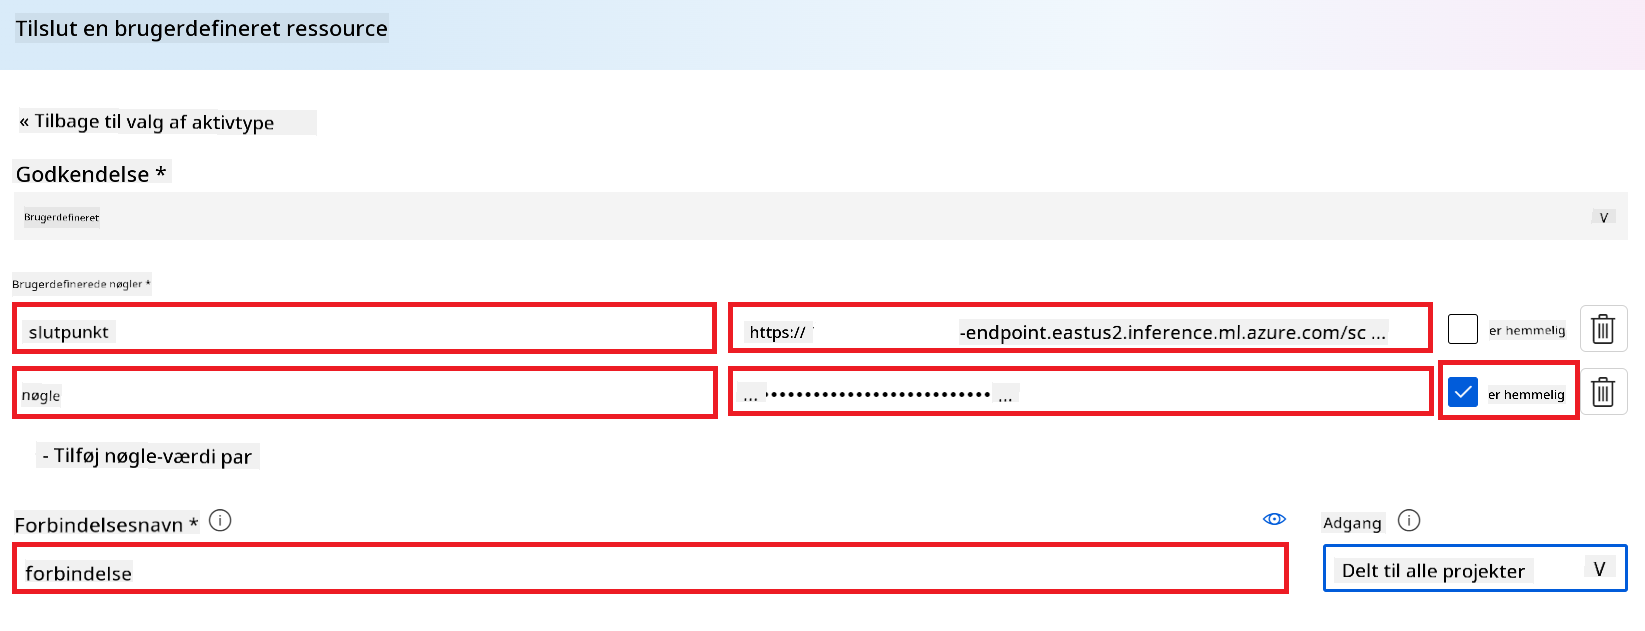 Tilslut en brugerdefineret ressource
« Tilbage til valg af aktivtype
Godkendelse *
Brugerdefineret V
Brugerdefinerede nøgler *
slutpunkt https:// -endpoint.eastus2.inference.ml.azure.com/sc ... er hemmelig
nøgle ...••••••••••••••••••••••••••• ... er hemmelig
- Tilføj nøgle-værdi par
Forbindelsesnavn * Adgang
forbindelse Delt til alle projekter V